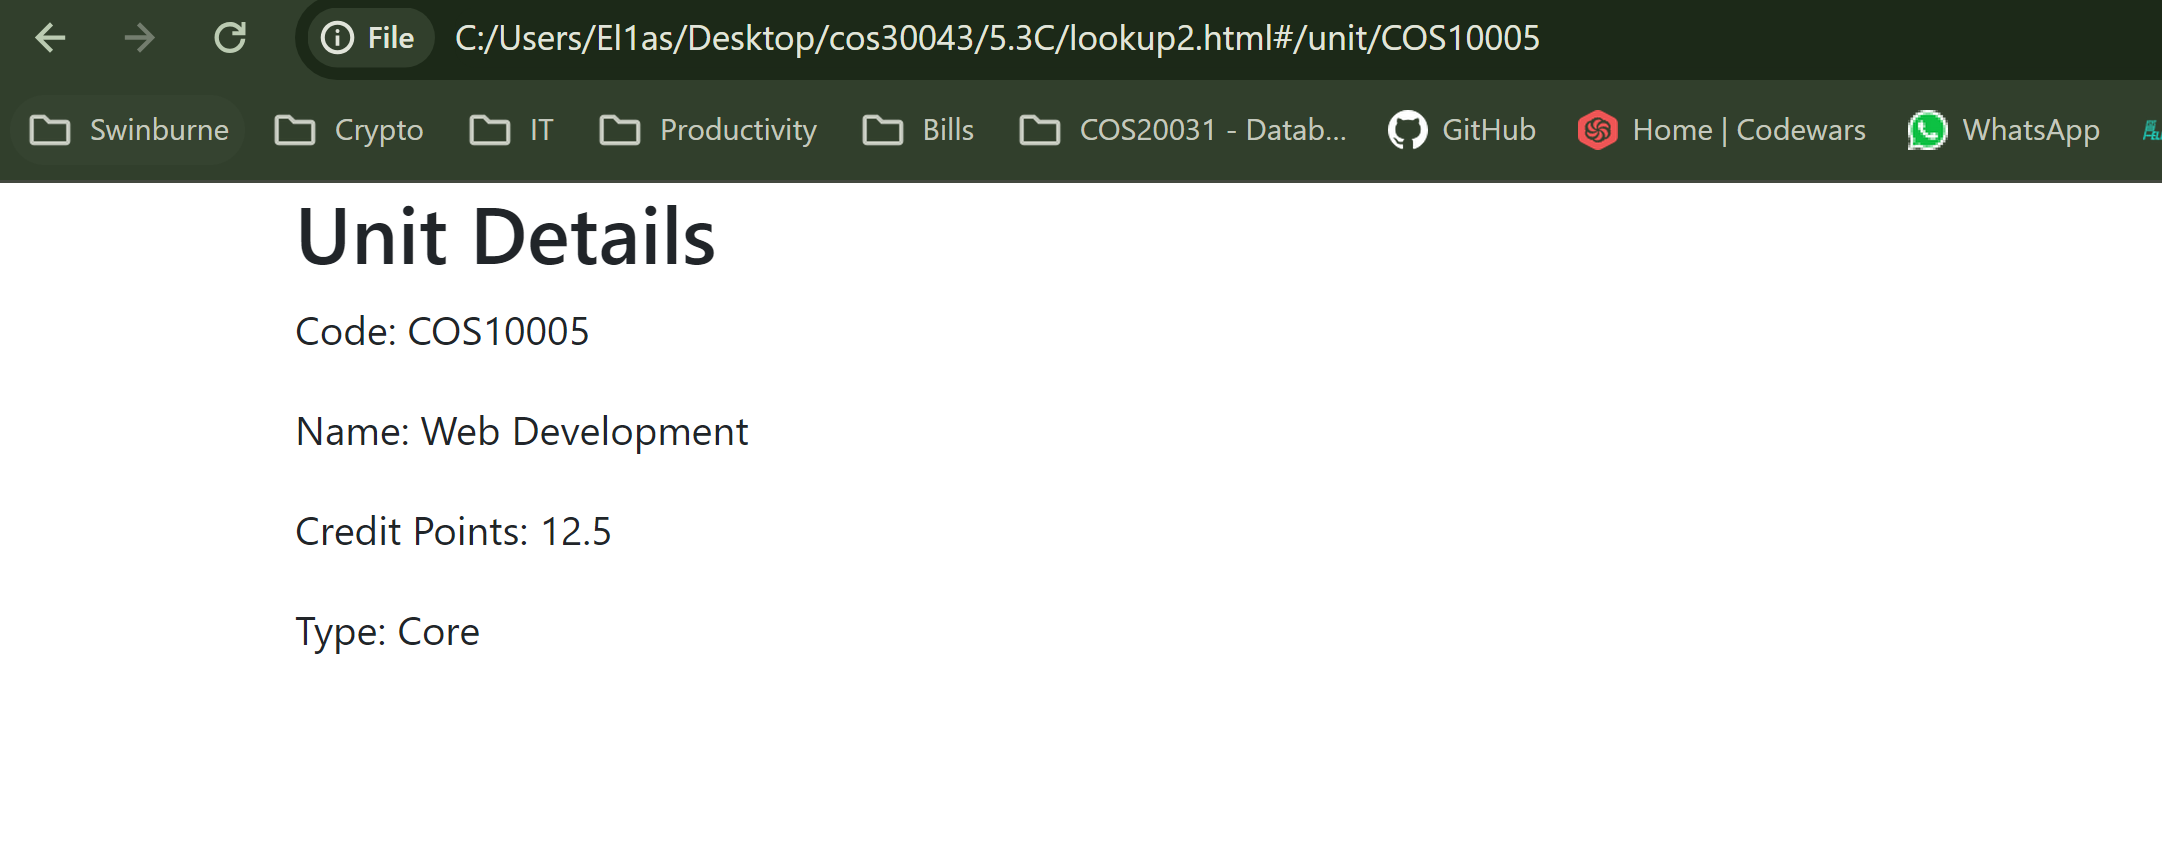 File C:/Users/El1as/Desktop/cos30043/5.3C/lookup2.html#/unit/COS10005
Swinburne Crypto IT Productivity Bills COS20031 - Datab... GitHub Home | Codewars WhatsApp
Unit Details
Code: COS10005
Name: Web Development
Credit Points: 12.5
Type: Core